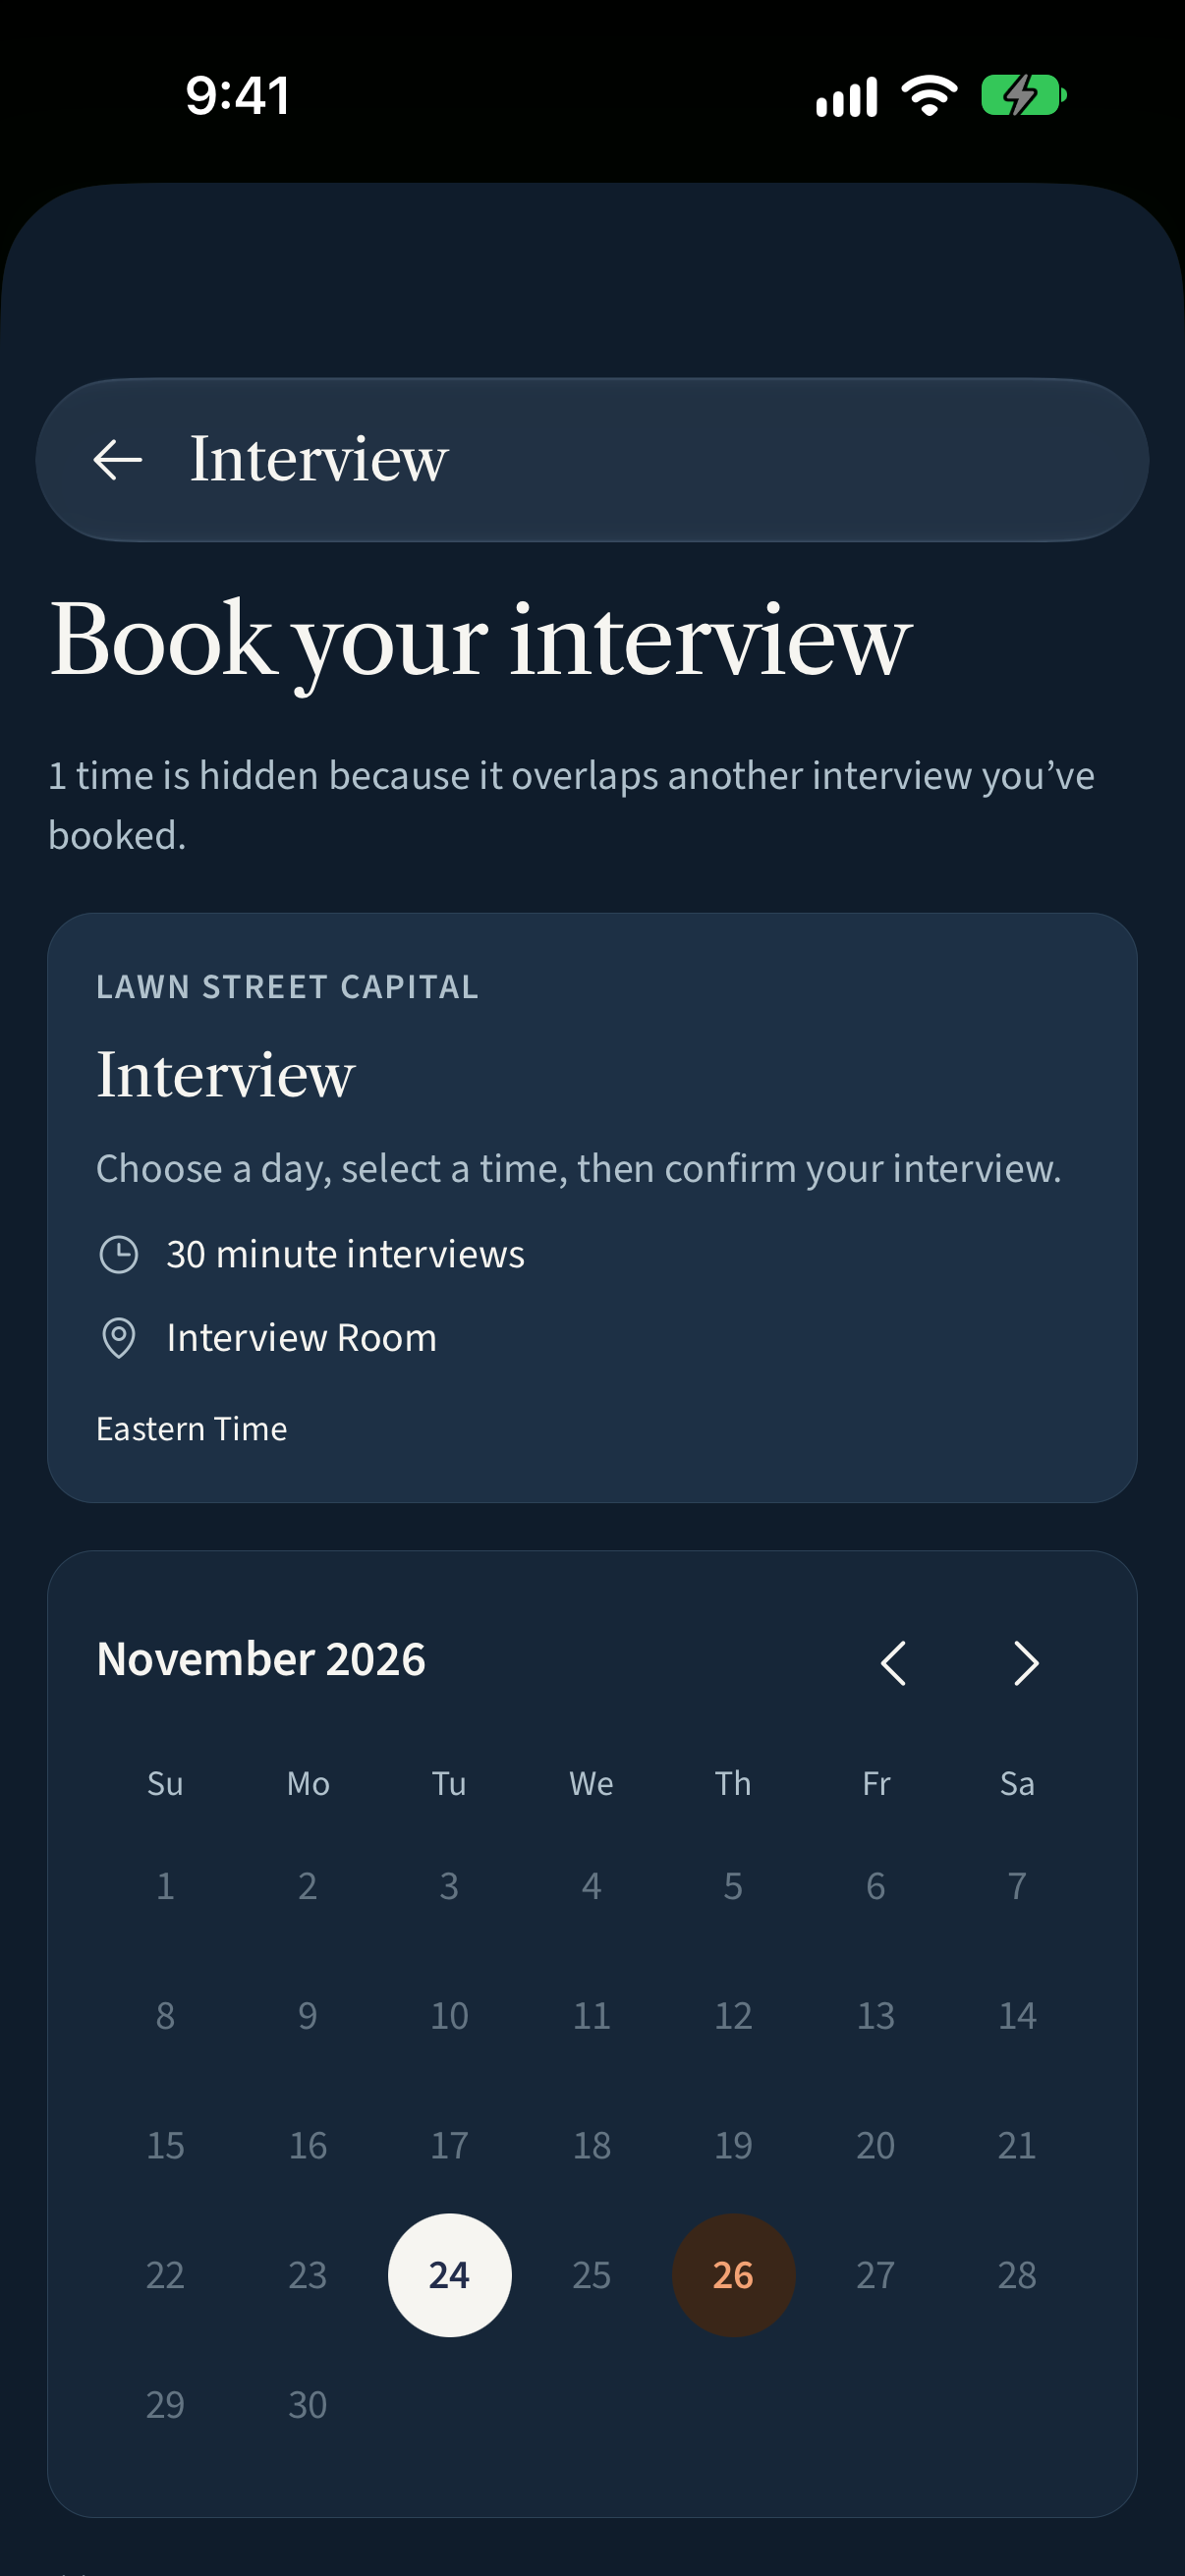 9:41
Interview
Book your interview
1 time is hidden because it overlaps another interview you’ve
booked.
LAWN STREET CAPITAL
Interview
Choose a day, select a time, then confirm your interview.
30 minute interviews
Interview Room
Eastern Time
November 2026
Su Mo Tu We Th Fr Sa
1 2 3 4 5 6 7
8 9 10 11 12 13 14
15 16 17 18 19 20 21
22 23 24 25 26 27 28
29 30